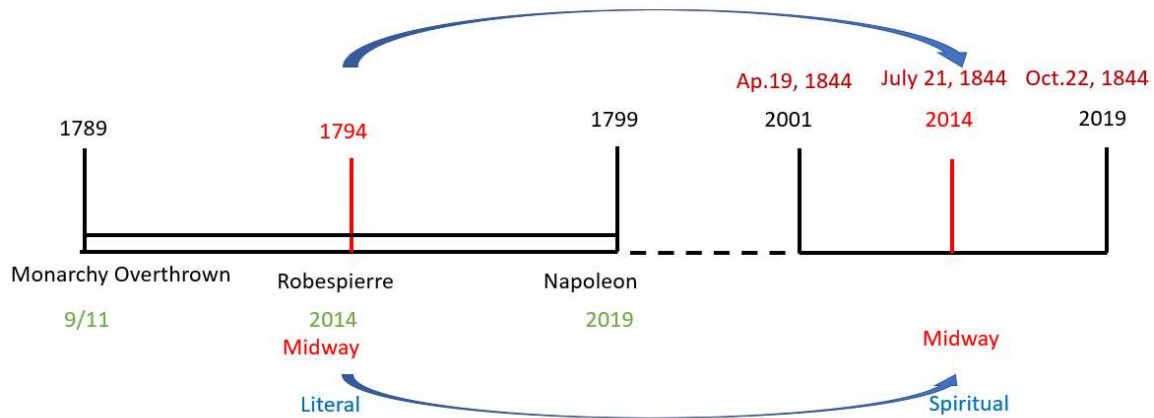 Ap.19, 1844
July 21, 1844
Oct.22, 1844
1789
1794
1799
2001
2014
2019
Monarchy Overthrown
Robespierre
Napoleon
9/11
2014
2019
Midway
Midway
Literal
Spiritual